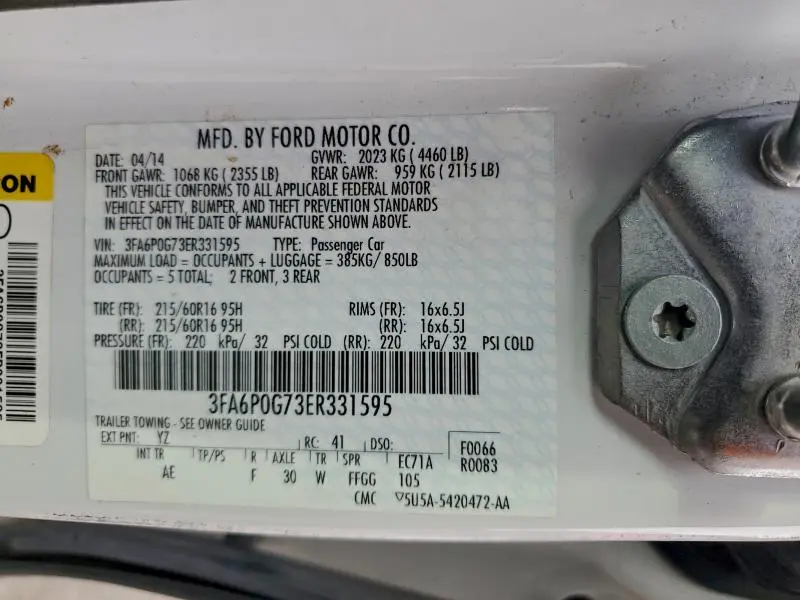 MFD. BY FORD MOTOR CO.
DATE: 04/14 GVWR: 2023 KG ( 4460 LB)
FRONT GAWR: 1068 KG ( 2355 LB) REAR GAWR: 959 KG ( 2115 LB)
THIS VEHICLE CONFORMS TO ALL APPLICABLE FEDERAL MOTOR
VEHICLE SAFETY, BUMPER, AND THEFT PREVENTION STANDARDS
IN EFFECT ON THE DATE OF MANUFACTURE SHOWN ABOVE.
VIN: 3FA6P0G73ER331595 TYPE: Passenger Car
MAXIMUM LOAD = OCCUPANTS + LUGGAGE = 385KG/ 850LB
OCCUPANTS = 5 TOTAL; 2 FRONT, 3 REAR
TIRE (FR): 215/60R16 95H RIMS (FR): 16x6.5J
(RR): 215/60R16 95H (RR): 16x6.5J
PRESSURE (FR): 220 kPa/ 32 PSI COLD (RR): 220 kPa/ 32 PSI COLD
3FA6P0G73ER331595
TRAILER TOWING - SEE OWNER GUIDE
EXT PNT: YZ RC: 41 DSO: F0066
INT TR TP/PS R AXLE TR SPR EC71A R0083
AE F 30 W FFGG 105
CMC 5U5A-5420472-AA
ON